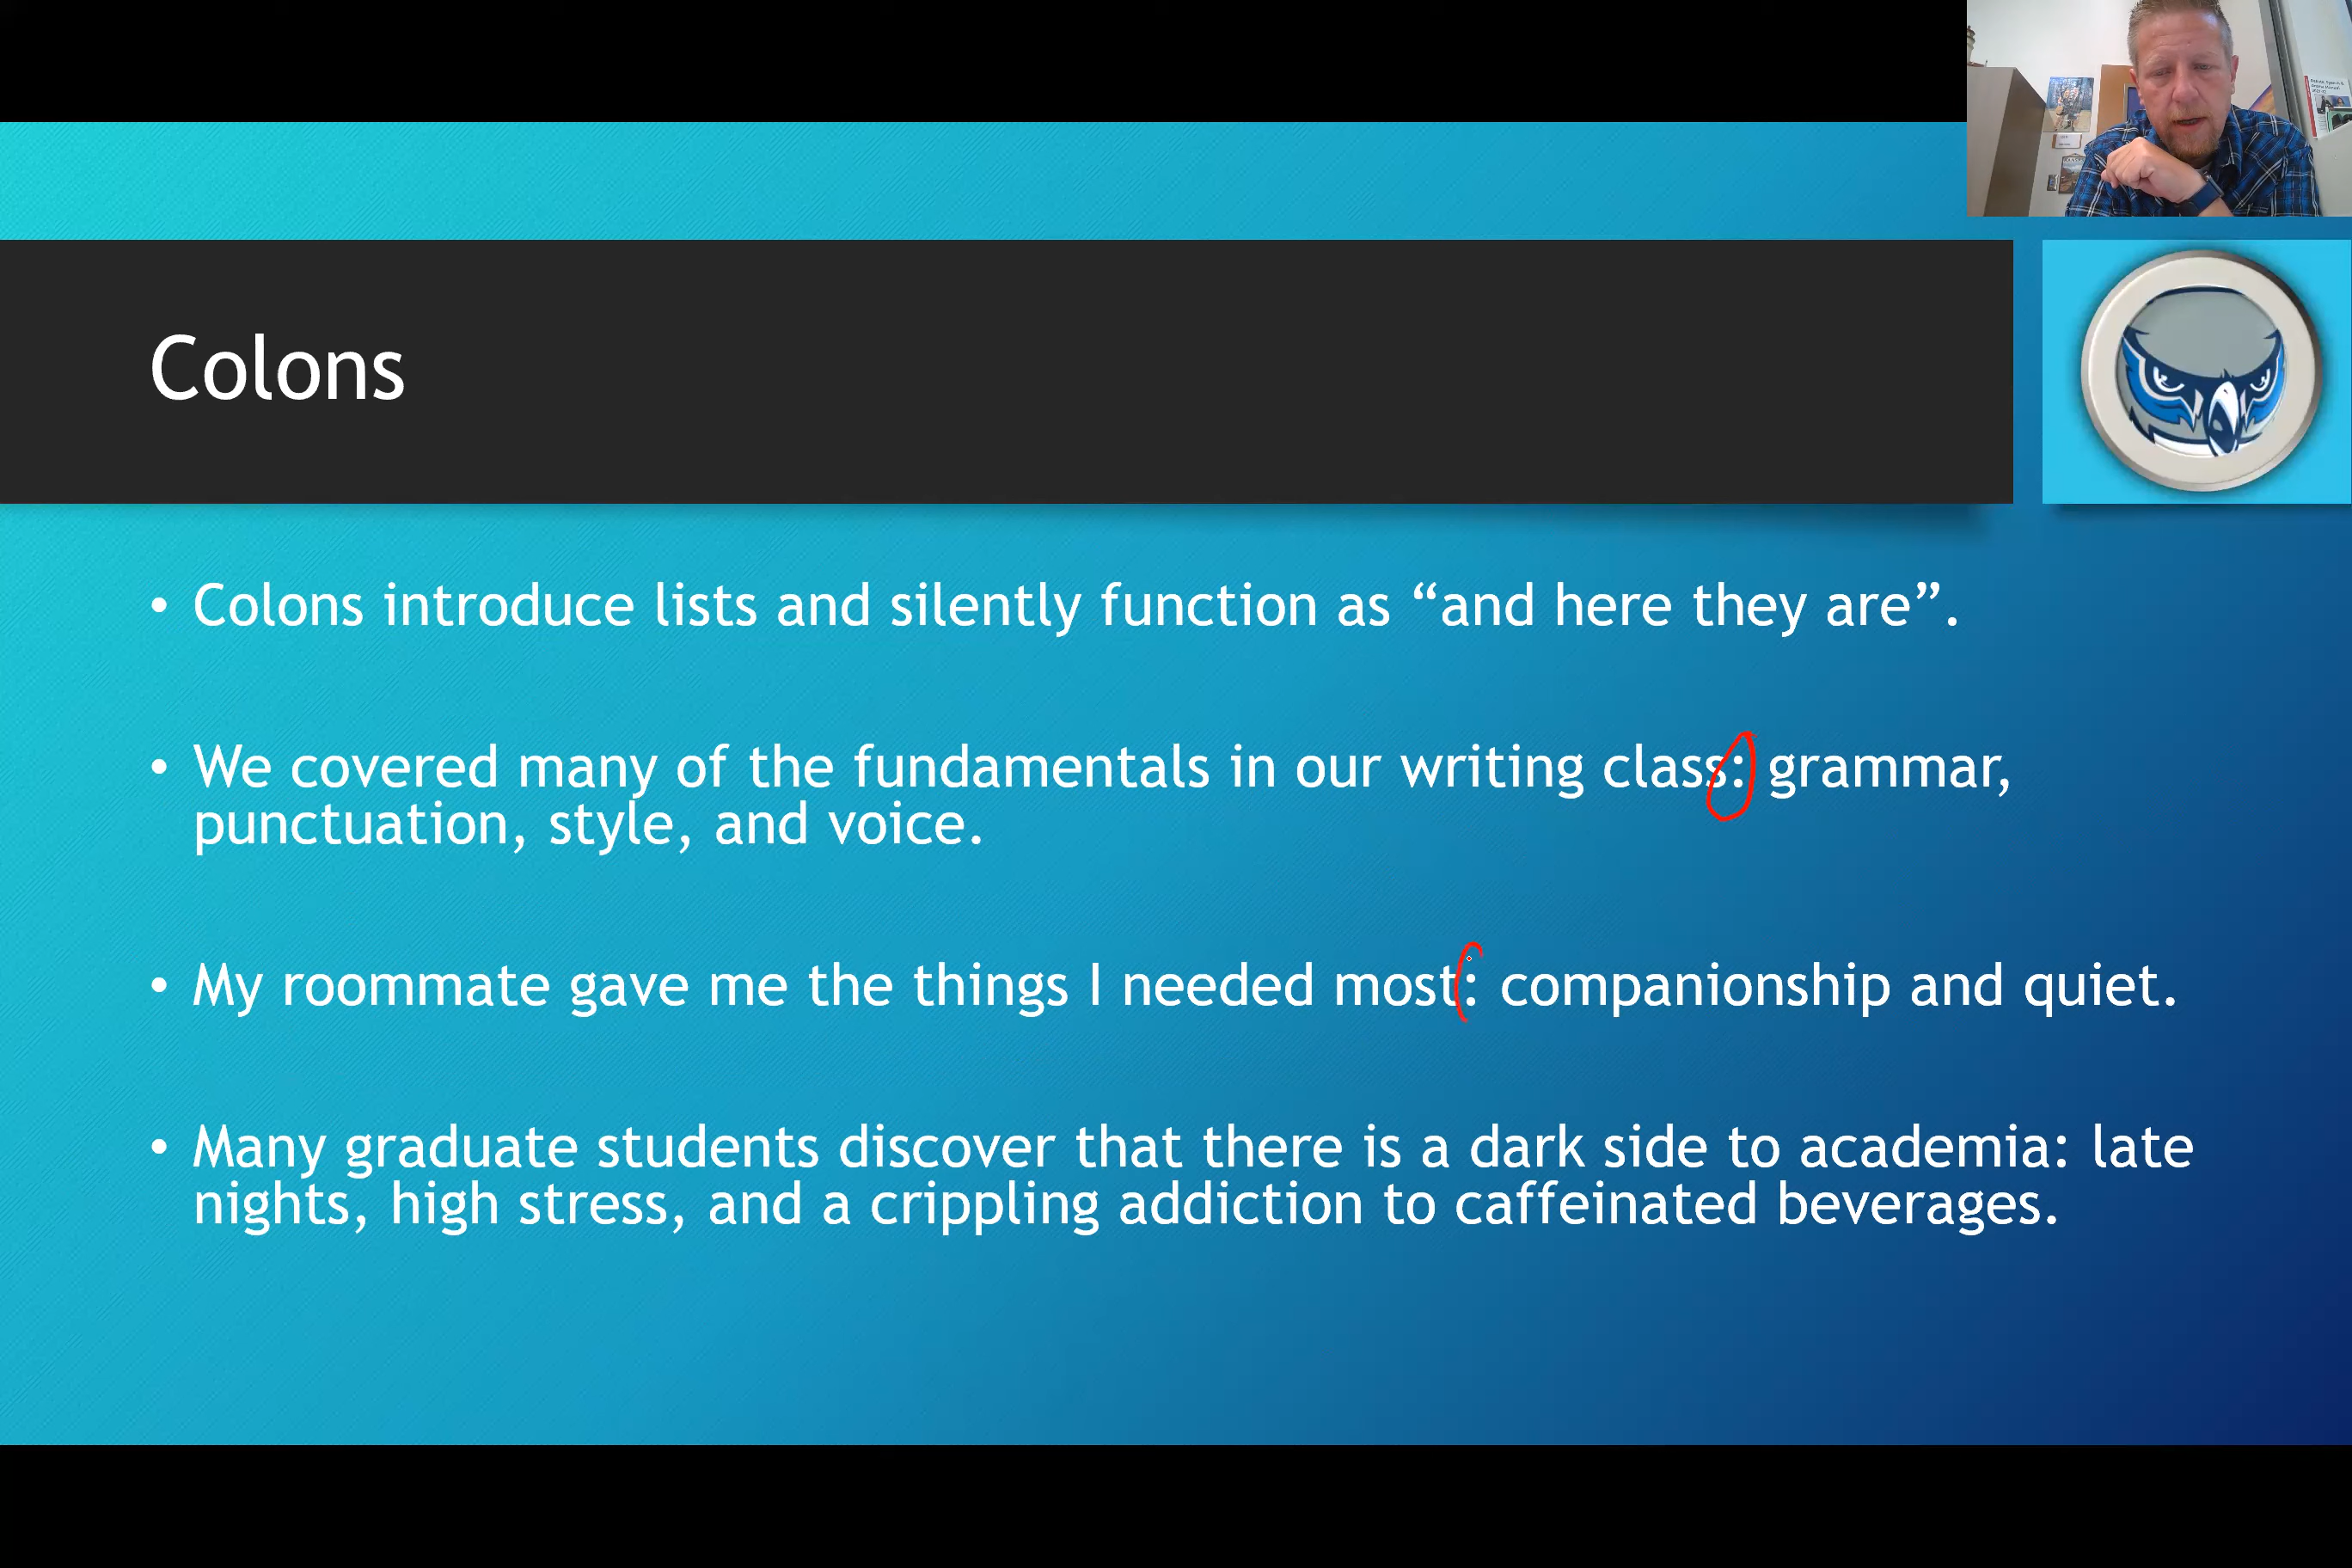 Colons
• Colons introduce lists and silently function as “and here they are”.
• We covered many of the fundamentals in our writing class: grammar,
punctuation, style, and voice.
• My roommate gave me the things I needed most: companionship and quiet.
• Many graduate students discover that there is a dark side to academia: late
nights, high stress, and a crippling addiction to caffeinated beverages.